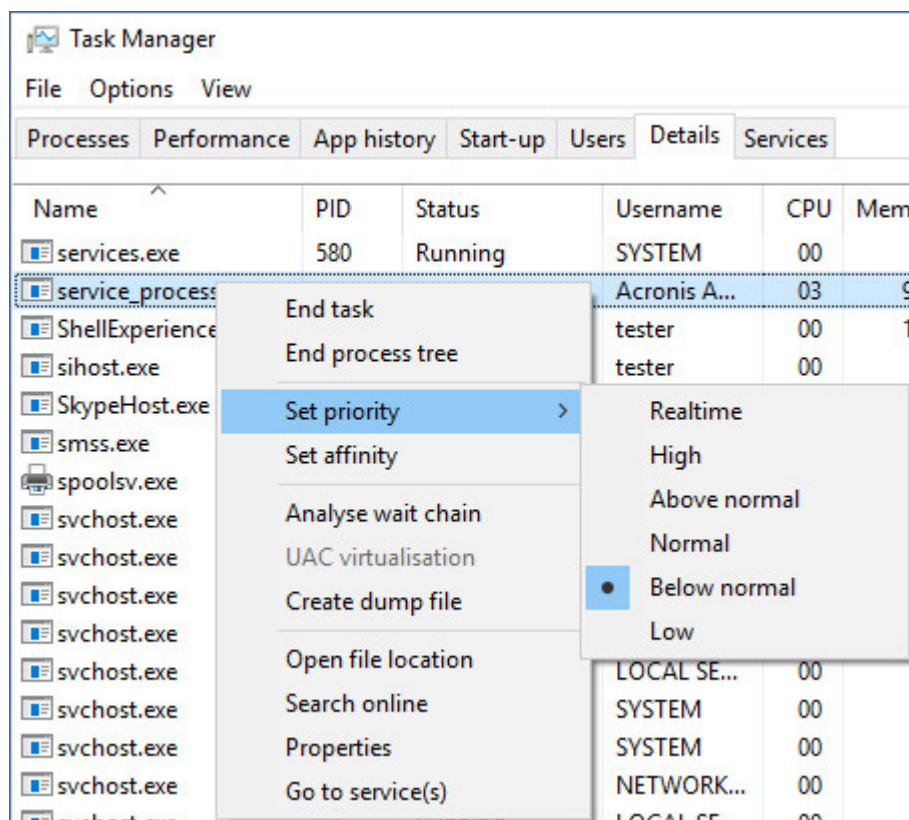 Task Manager
File Options View
Processes Performance App history Start-up Users Details Services
Name PID Status Username CPU Mem
services.exe 580 Running SYSTEM 00
service_process Acronis A... 03 9
ShellExperience tester 00 1
sihost.exe tester 00
SkypeHost.exe
smss.exe
spoolsv.exe
svchost.exe
svchost.exe
svchost.exe
svchost.exe
svchost.exe LOCAL SE... 00
svchost.exe SYSTEM 00
svchost.exe SYSTEM 00
svchost.exe NETWORK... 00
End task
End process tree
Set priority
Set affinity
Analyse wait chain
UAC virtualisation
Create dump file
Open file location
Search online
Properties
Go to service(s)
Realtime
High
Above normal
Normal
Below normal
Low